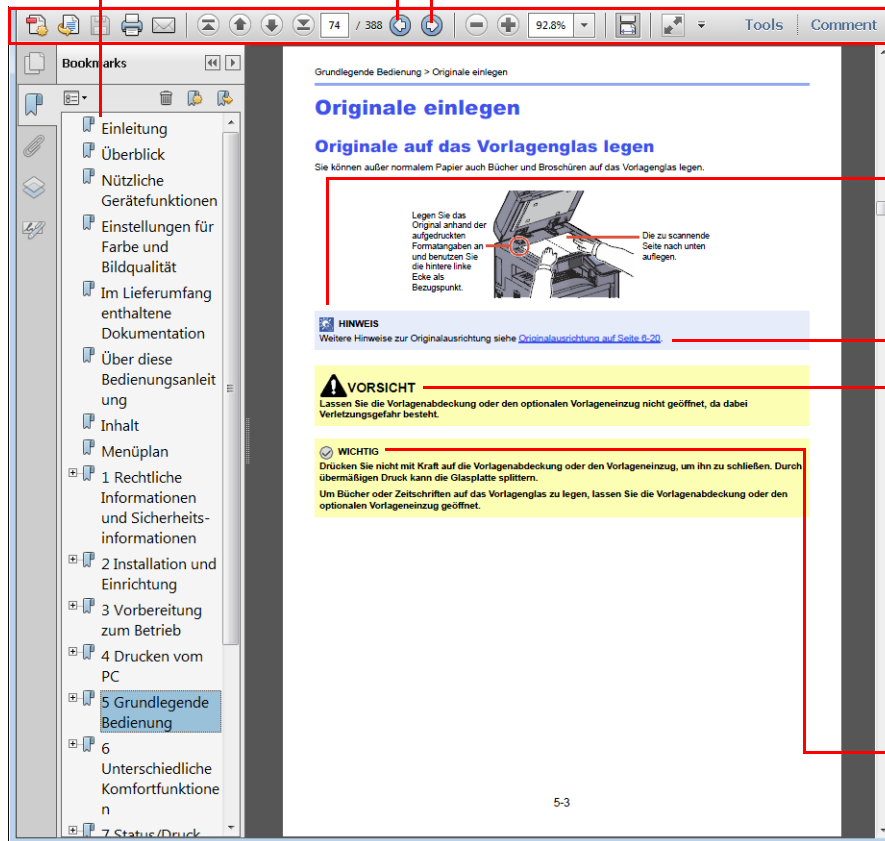 74 / 388 92.8% Tools Comment
Bookmarks
Einleitung
Überblick
Nützliche
Gerätefunktionen
Einstellungen für
Farbe und
Bildqualität
Im Lieferumfang
enthaltene
Dokumentation
Über diese
Bedienungsanleit
ung
Inhalt
Menüplan
1 Rechtliche
Informationen
und Sicherheits-
informationen
2 Installation und
Einrichtung
3 Vorbereitung
zum Betrieb
4 Drucken vom
PC
5 Grundlegende
Bedienung
6
Unterschiedliche
Komfortfunktione
n
7 Status/Druck
Grundlegende Bedienung > Originale einlegen
Originale einlegen
Originale auf das Vorlagenglas legen
Sie können außer normalem Papier auch Bücher und Broschüren auf das Vorlagenglas legen.
Legen Sie das
Original anhand der
aufgedruckten
Formatangaben an
und benutzen Sie
die hintere linke
Ecke als
Bezugspunkt.
Die zu scannende
Seite nach unten
auflegen.
HINWEIS
Weitere Hinweise zur Originalausrichtung siehe Originalausrichtung auf Seite 6-20.
VORSICHT
Lassen Sie die Vorlagenabdeckung oder den optionalen Vorlageneinzug nicht geöffnet, da dabei
Verletzungsgefahr besteht.
WICHTIG
Drücken Sie nicht mit Kraft auf die Vorlagenabdeckung oder den Vorlageneinzug, um ihn zu schließen. Durch
übermäßigen Druck kann die Glasplatte splittern.
Um Bücher oder Zeitschriften auf das Vorlagenglas zu legen, lassen Sie die Vorlagenabdeckung oder den
optionalen Vorlageneinzug geöffnet.
5-3